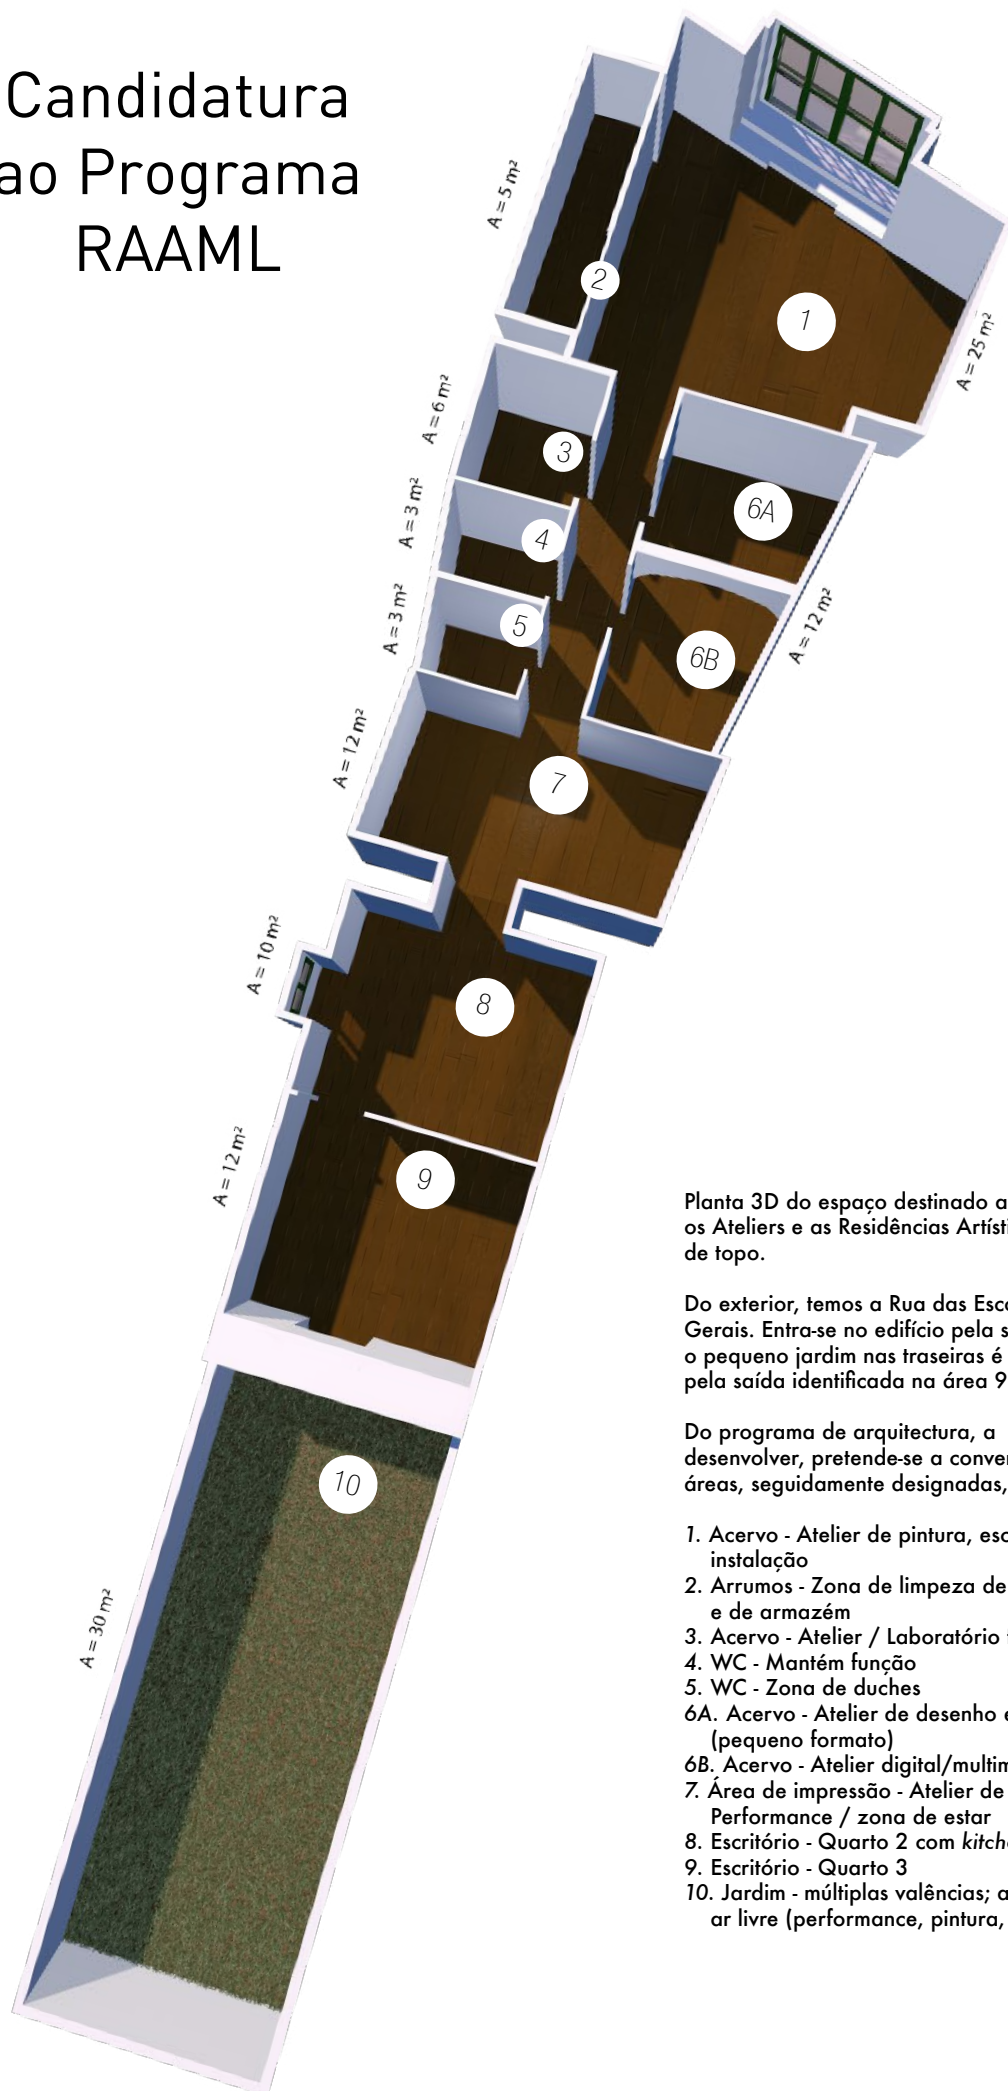 Candidatura
ao Programa
RAAML
A = 5 m²
2
1
A = 25 m²
A = 6 m²
3
6A
A = 3 m²
4
A = 3 m²
5
6B
A = 12 m²
A = 12 m²
7
A = 10 m²
8
A = 12 m²
9
10
A = 30 m²
Planta 3D do espaço destinado a
os Ateliers e as Residências
de topo.
Do exterior, temos a Rua das
Gerais. Entra-se no edifício pela
o pequeno jardim nas traseiras é
pela saída identificada na área 9
Do programa de arquitectura, a
desenvolver, pretende-se a
áreas, seguidamente designadas,
1. Acervo - Atelier de pintura,
instalação
2. Arrumos - Zona de limpeza de
e de armazém
3. Acervo - Atelier / Laboratório
4. WC - Mantém função
5. WC - Zona de duches
6A. Acervo - Atelier de desenho e
(pequeno formato)
6B. Acervo - Atelier
7. Área de impressão - Atelier de
Performance / zona de estar
8. Escritório - Quarto 2 com
9. Escritório - Quarto 3
10. Jardim - múltiplas valências;
ar livre (performance, pintura,